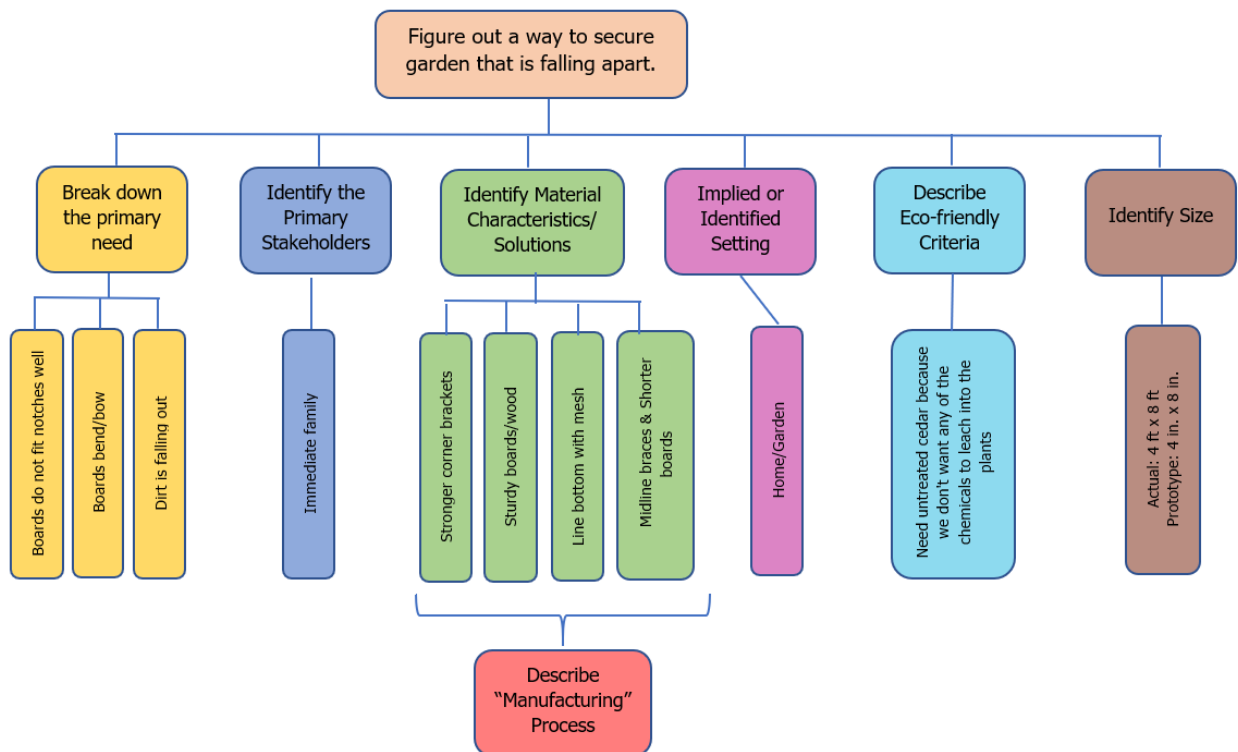 Figure out a way to secure
garden that is falling apart.
Break down
the primary
need
Identify the
Primary
Stakeholders
Identify Material
Characteristics/
Solutions
Implied or
Identified
Setting
Describe
Eco-friendly
Criteria
Identify Size
Boards do not fit notches well
Boards bend/bow
Dirt is falling out
Immediate family
Stronger corner brackets
Sturdy boards/wood
Line bottom with mesh
Midline braces & Shorter
boards
Home/Garden
Need untreated cedar because
we don't want any of the
chemicals to leach into the
plants
Actual: 4 ft x 8 ft
Prototype: 4 in. x 8 in.
Describe
“Manufacturing”
Process